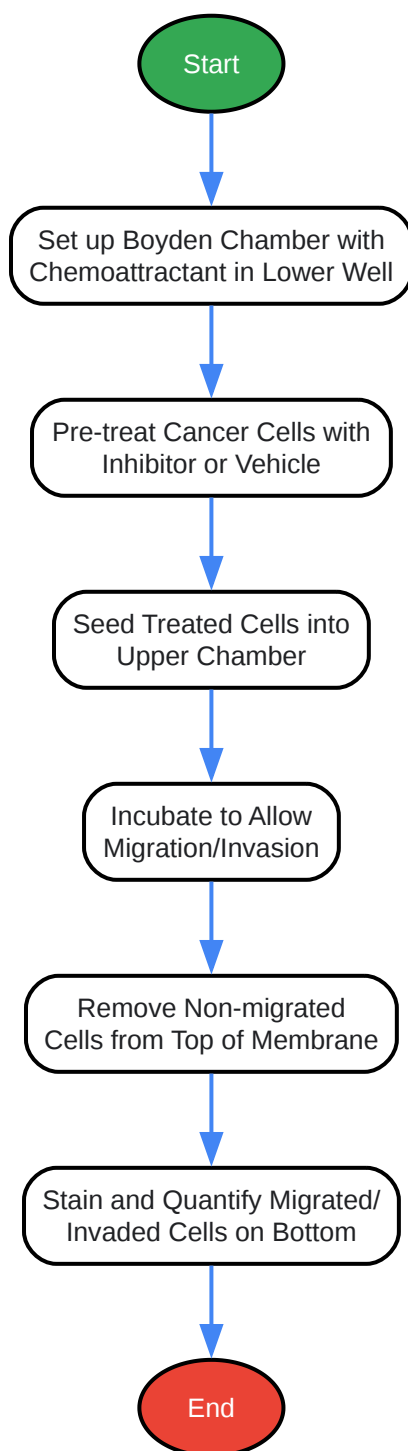 Start
Set up Boyden Chamber with
Chemoattractant in Lower Well
Pre-treat Cancer Cells with
Inhibitor or Vehicle
Seed Treated Cells into
Upper Chamber
Incubate to Allow
Migration/Invasion
Remove Non-migrated
Cells from Top of Membrane
Stain and Quantify Migrated/
Invaded Cells on Bottom
End